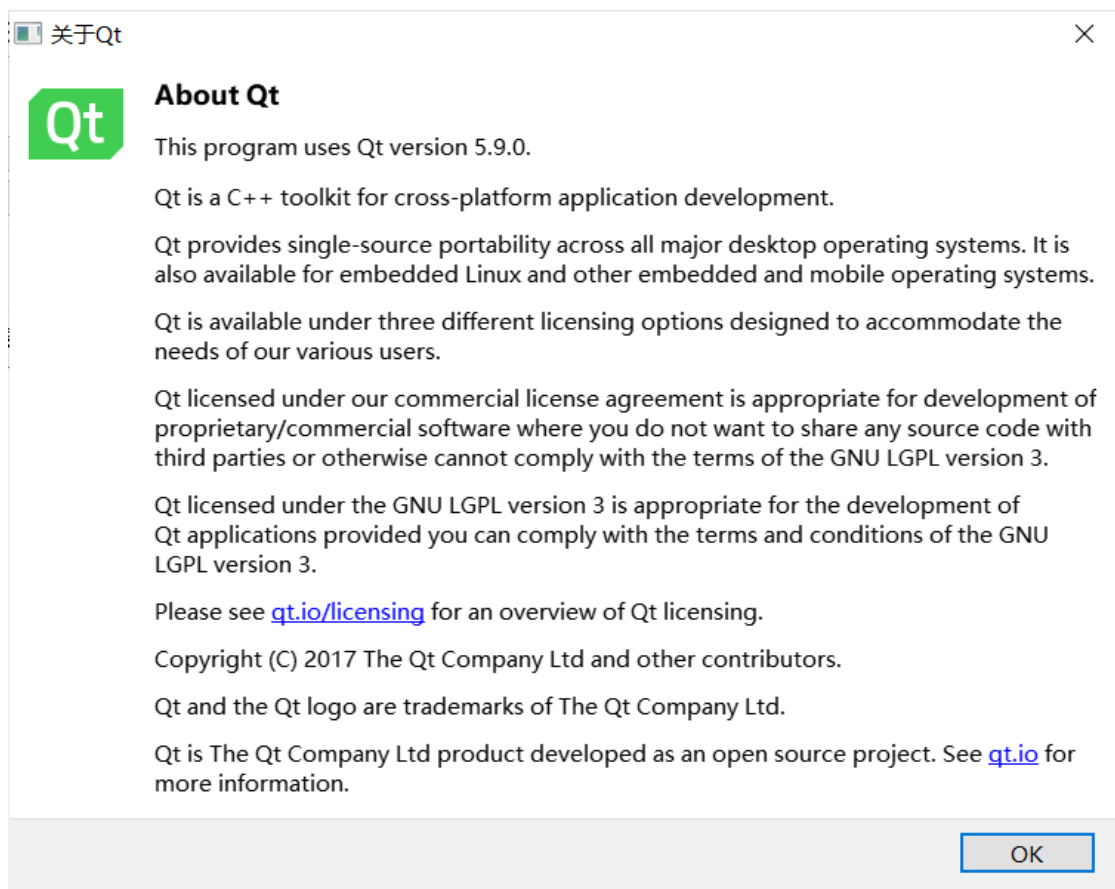 关于Qt
Qt
About Qt
This program uses Qt version 5.9.0.
Qt is a C++ toolkit for cross-platform application development.
Qt provides single-source portability across all major desktop operating systems. It is
also available for embedded Linux and other embedded and mobile operating systems.
Qt is available under three different licensing options designed to accommodate the
needs of our various users.
Qt licensed under our commercial license agreement is appropriate for development of
proprietary/commercial software where you do not want to share any source code with
third parties or otherwise cannot comply with the terms of the GNU LGPL version 3.
Qt licensed under the GNU LGPL version 3 is appropriate for the development of
Qt applications provided you can comply with the terms and conditions of the GNU
LGPL version 3.
Please see qt.io/licensing for an overview of Qt licensing.
Copyright (C) 2017 The Qt Company Ltd and other contributors.
Qt and the Qt logo are trademarks of The Qt Company Ltd.
Qt is The Qt Company Ltd product developed as an open source project. See qt.io for
more information.
OK